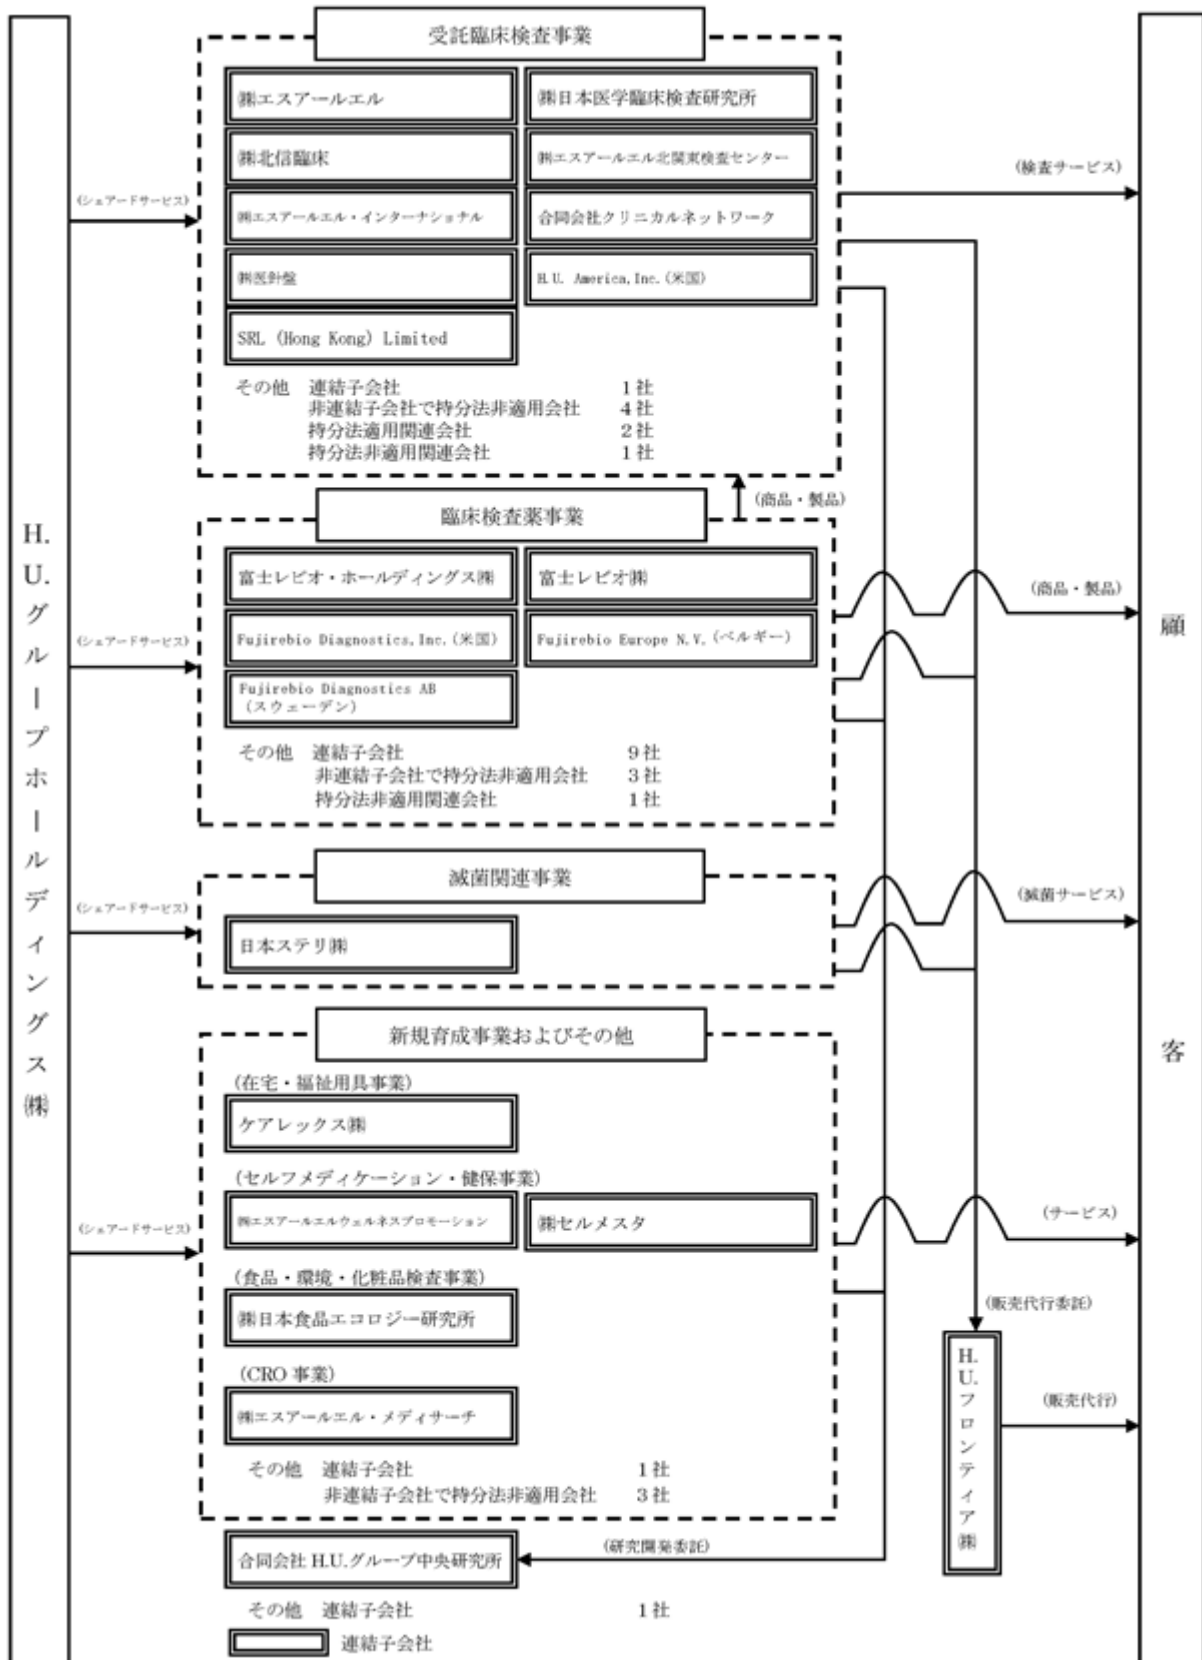 H.U.グループホールディングス㈱
受託臨床検査事業
㈱エスアールエル
㈱日本医学臨床検査研究所
㈱北信臨床
㈱エスアールエル北関東検査センター
㈱エスアールエル・インターナショナル
合同会社クリニカルネットワーク
㈱医針盤
H.U. America,Inc.(米国)
SRL (Hong Kong) Limited
その他 連結子会社 1社
非連結子会社で持分法非適用会社 4社
持分法適用関連会社 2社
持分法非適用関連会社 1社
(シェアードサービス)
(検査サービス)
(商品・製品)
臨床検査薬事業
富士レビオ・ホールディングス㈱
富士レビオ㈱
Fujirebio Diagnostics,Inc.(米国)
Fujirebio Europe N.V.(ベルギー)
Fujirebio Diagnostics AB
(スウェーデン)
その他 連結子会社 9社
非連結子会社で持分法非適用会社 3社
持分法非適用関連会社 1社
(シェアードサービス)
(商品・製品)
滅菌関連事業
日本ステリ㈱
(シェアードサービス)
(滅菌サービス)
新規育成事業およびその他
(在宅・福祉用具事業)
ケアレックス㈱
(セルフメディケーション・健保事業)
㈱エスアールエルウェルネスプロモーション
㈱セルメスタ
(シェアードサービス)
(サービス)
(食品・環境・化粧品検査事業)
㈱日本食品エコロジー研究所
(CRO 事業)
㈱エスアールエル・メディサーチ
その他 連結子会社 1社
非連結子会社で持分法非適用会社 3社
(販売代行委託)
H.U.フロンティア㈱
(販売代行)
合同会社 H.U.グループ中央研究所
(研究開発委託)
その他 連結子会社 1社
連結子会社
顧客